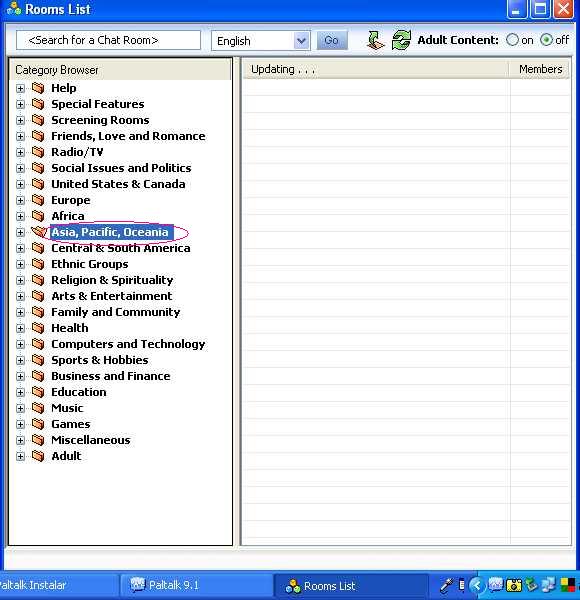 Rooms List
<Search for a Chat Room>
English
Go
Adult Content:
on
off
Category Browser
Updating . . .
Members
Help
Special Features
Screening Rooms
Friends, Love and Romance
Radio/TV
Social Issues and Politics
United States & Canada
Europe
Africa
Asia, Pacific, Oceania
Central & South America
Ethnic Groups
Religion & Spirituality
Arts & Entertainment
Family and Community
Health
Computers and Technology
Sports & Hobbies
Business and Finance
Education
Music
Games
Miscellaneous
Adult
altalk Instalar
Paltalk 9.1
Rooms List